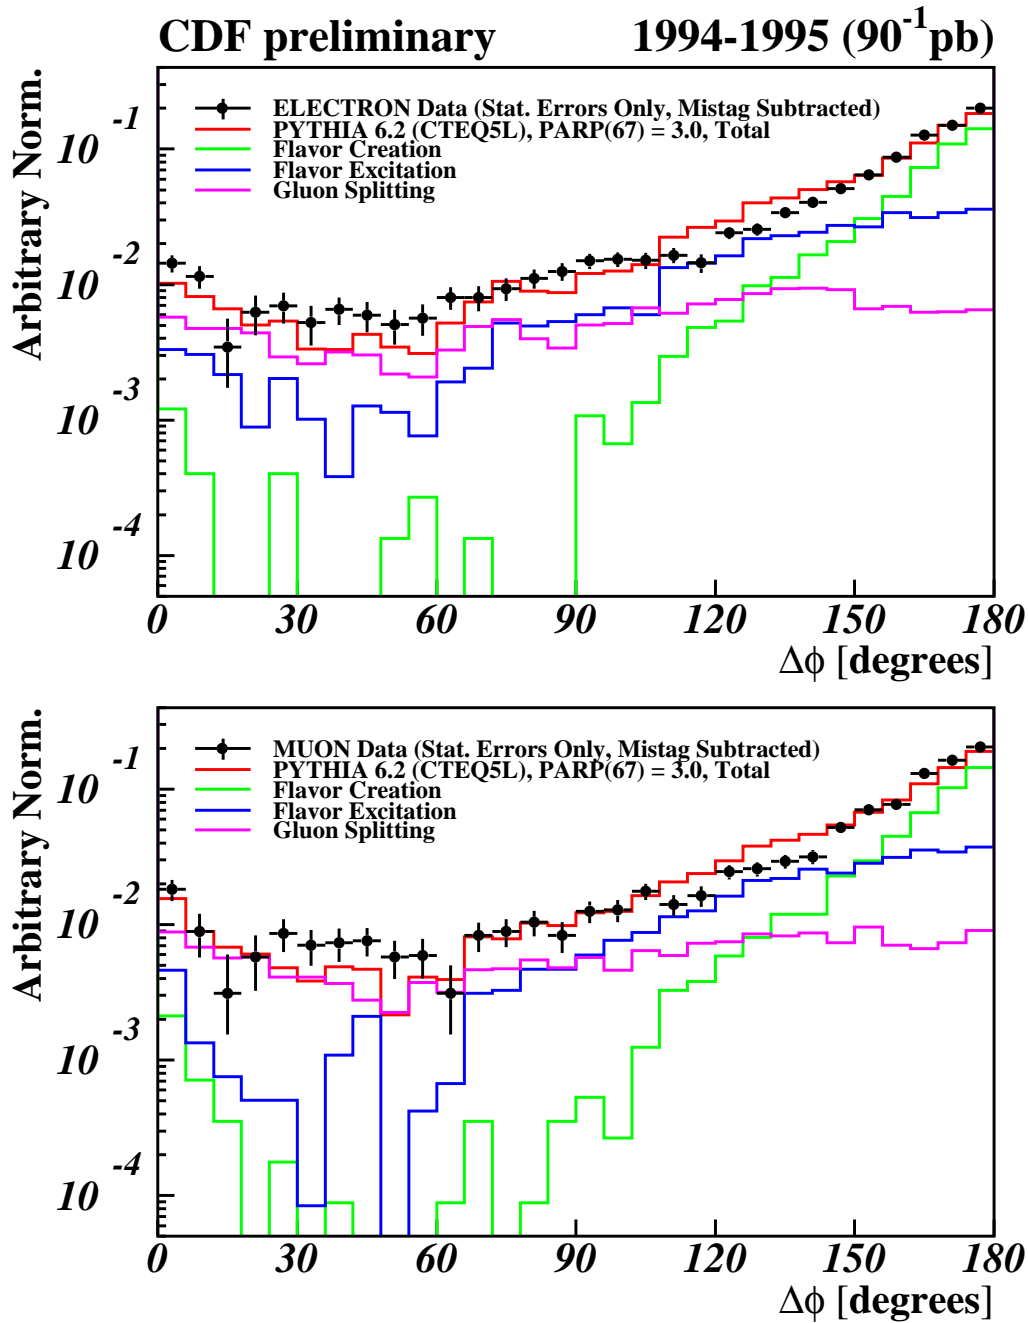 CDF preliminary 1994-1995 (90⁻¹pb)
Arbitrary Norm.
ELECTRON Data (Stat. Errors Only, Mistag Subtracted)
PYTHIA 6.2 (CTEQ5L), PARP(67) = 3.0, Total
Flavor Creation
Flavor Excitation
Gluon Splitting
10⁻¹
10⁻²
10⁻³
10⁻⁴
0 30 60 90 120 150 180
Δϕ [degrees]
Arbitrary Norm.
MUON Data (Stat. Errors Only, Mistag Subtracted)
PYTHIA 6.2 (CTEQ5L), PARP(67) = 3.0, Total
Flavor Creation
Flavor Excitation
Gluon Splitting
10⁻¹
10⁻²
10⁻³
10⁻⁴
0 30 60 90 120 150 180
Δϕ [degrees]